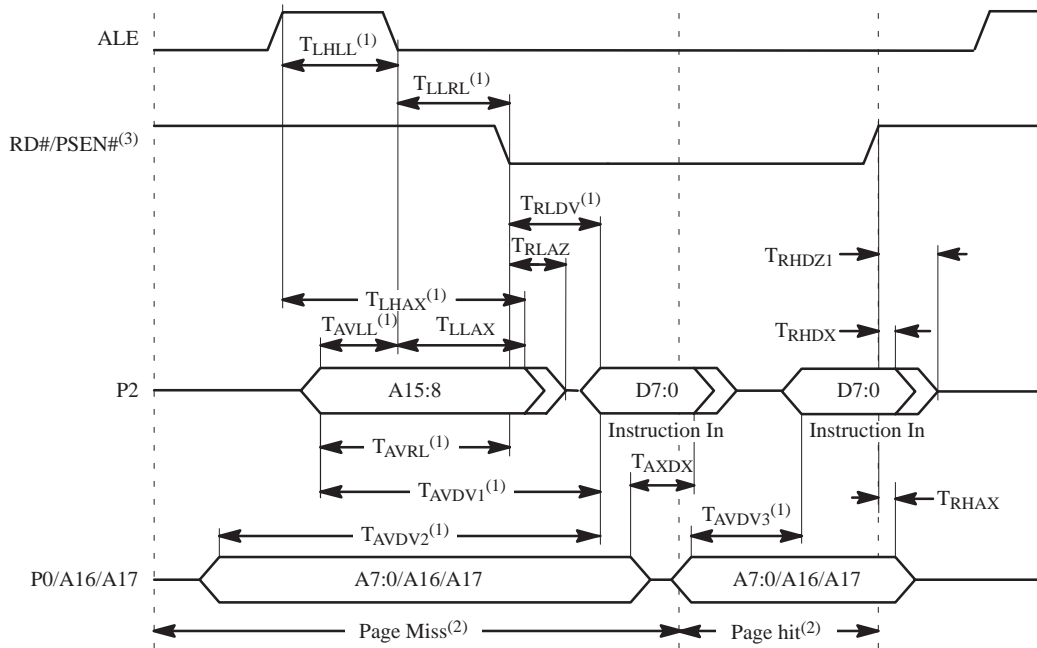 ALE
TLHLL(1)
TLLRL(1)
RD#/PSEN#(3)
TRLDV(1)
TRLAZ
TRHDZ1
TLHAX(1)
TAVLL(1)
TLLAX
TRHDX
P2
A15:8
D7:0
D7:0
Instruction In
Instruction In
TAVRL(1)
TAXDX
TAVDV1(1)
TRHAX
TAVDV3(1)
TAVDV2(1)
P0/A16/A17
A7:0/A16/A17
A7:0/A16/A17
Page Miss(2)
Page hit(2)